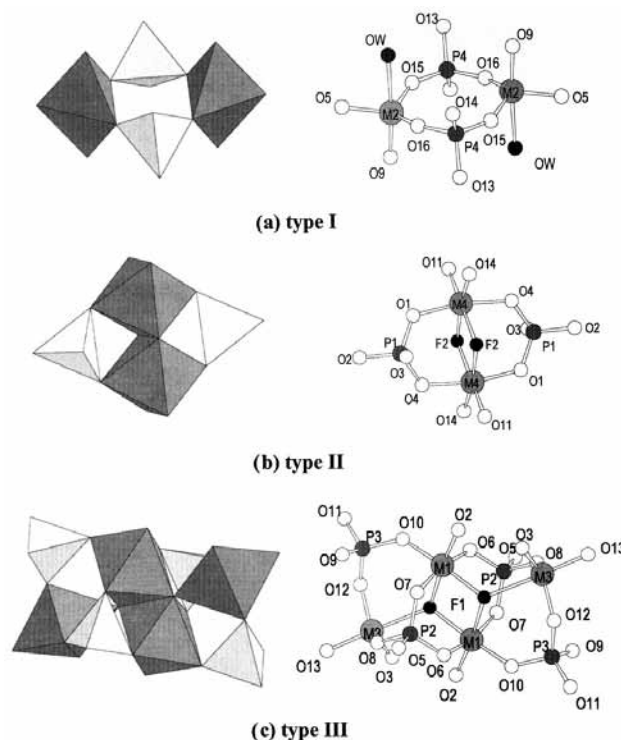 O13
OW
P4
O16
O9
O15
O5
M2
O14
M2
O5
O16
P4
O15
O9
O13
OW
(a) type I
O11
O14
O4
O1
M4
O3
O2
P1
F2
F2
P1
O2
O3
O4
M4
O1
O14
O11
(b) type II
O11
O2
P3
O10
O6
O3
O5
O8
O13
O9
M1
P2
M3
O12
O7
F1
O7
O12
M3
P2
M1
P3
O9
O13
O8
O5
O6
O3
O2
O10
O11
(c) type III